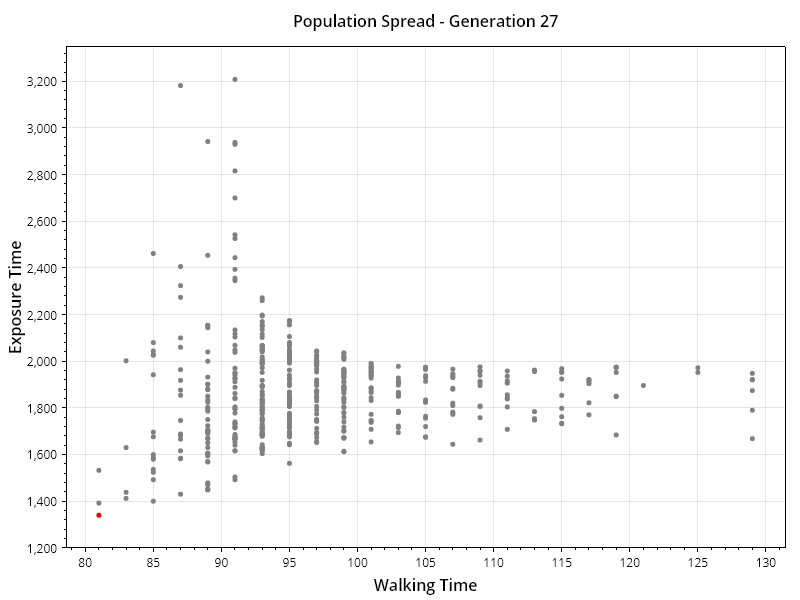 Population Spread - Generation 27
3,200
3,000
2,800
2,600
2,400
2,200
2,000
1,800
1,600
1,400
1,200
Exposure Time
80 85 90 95 100 105 110 115 120 125 130
Walking Time